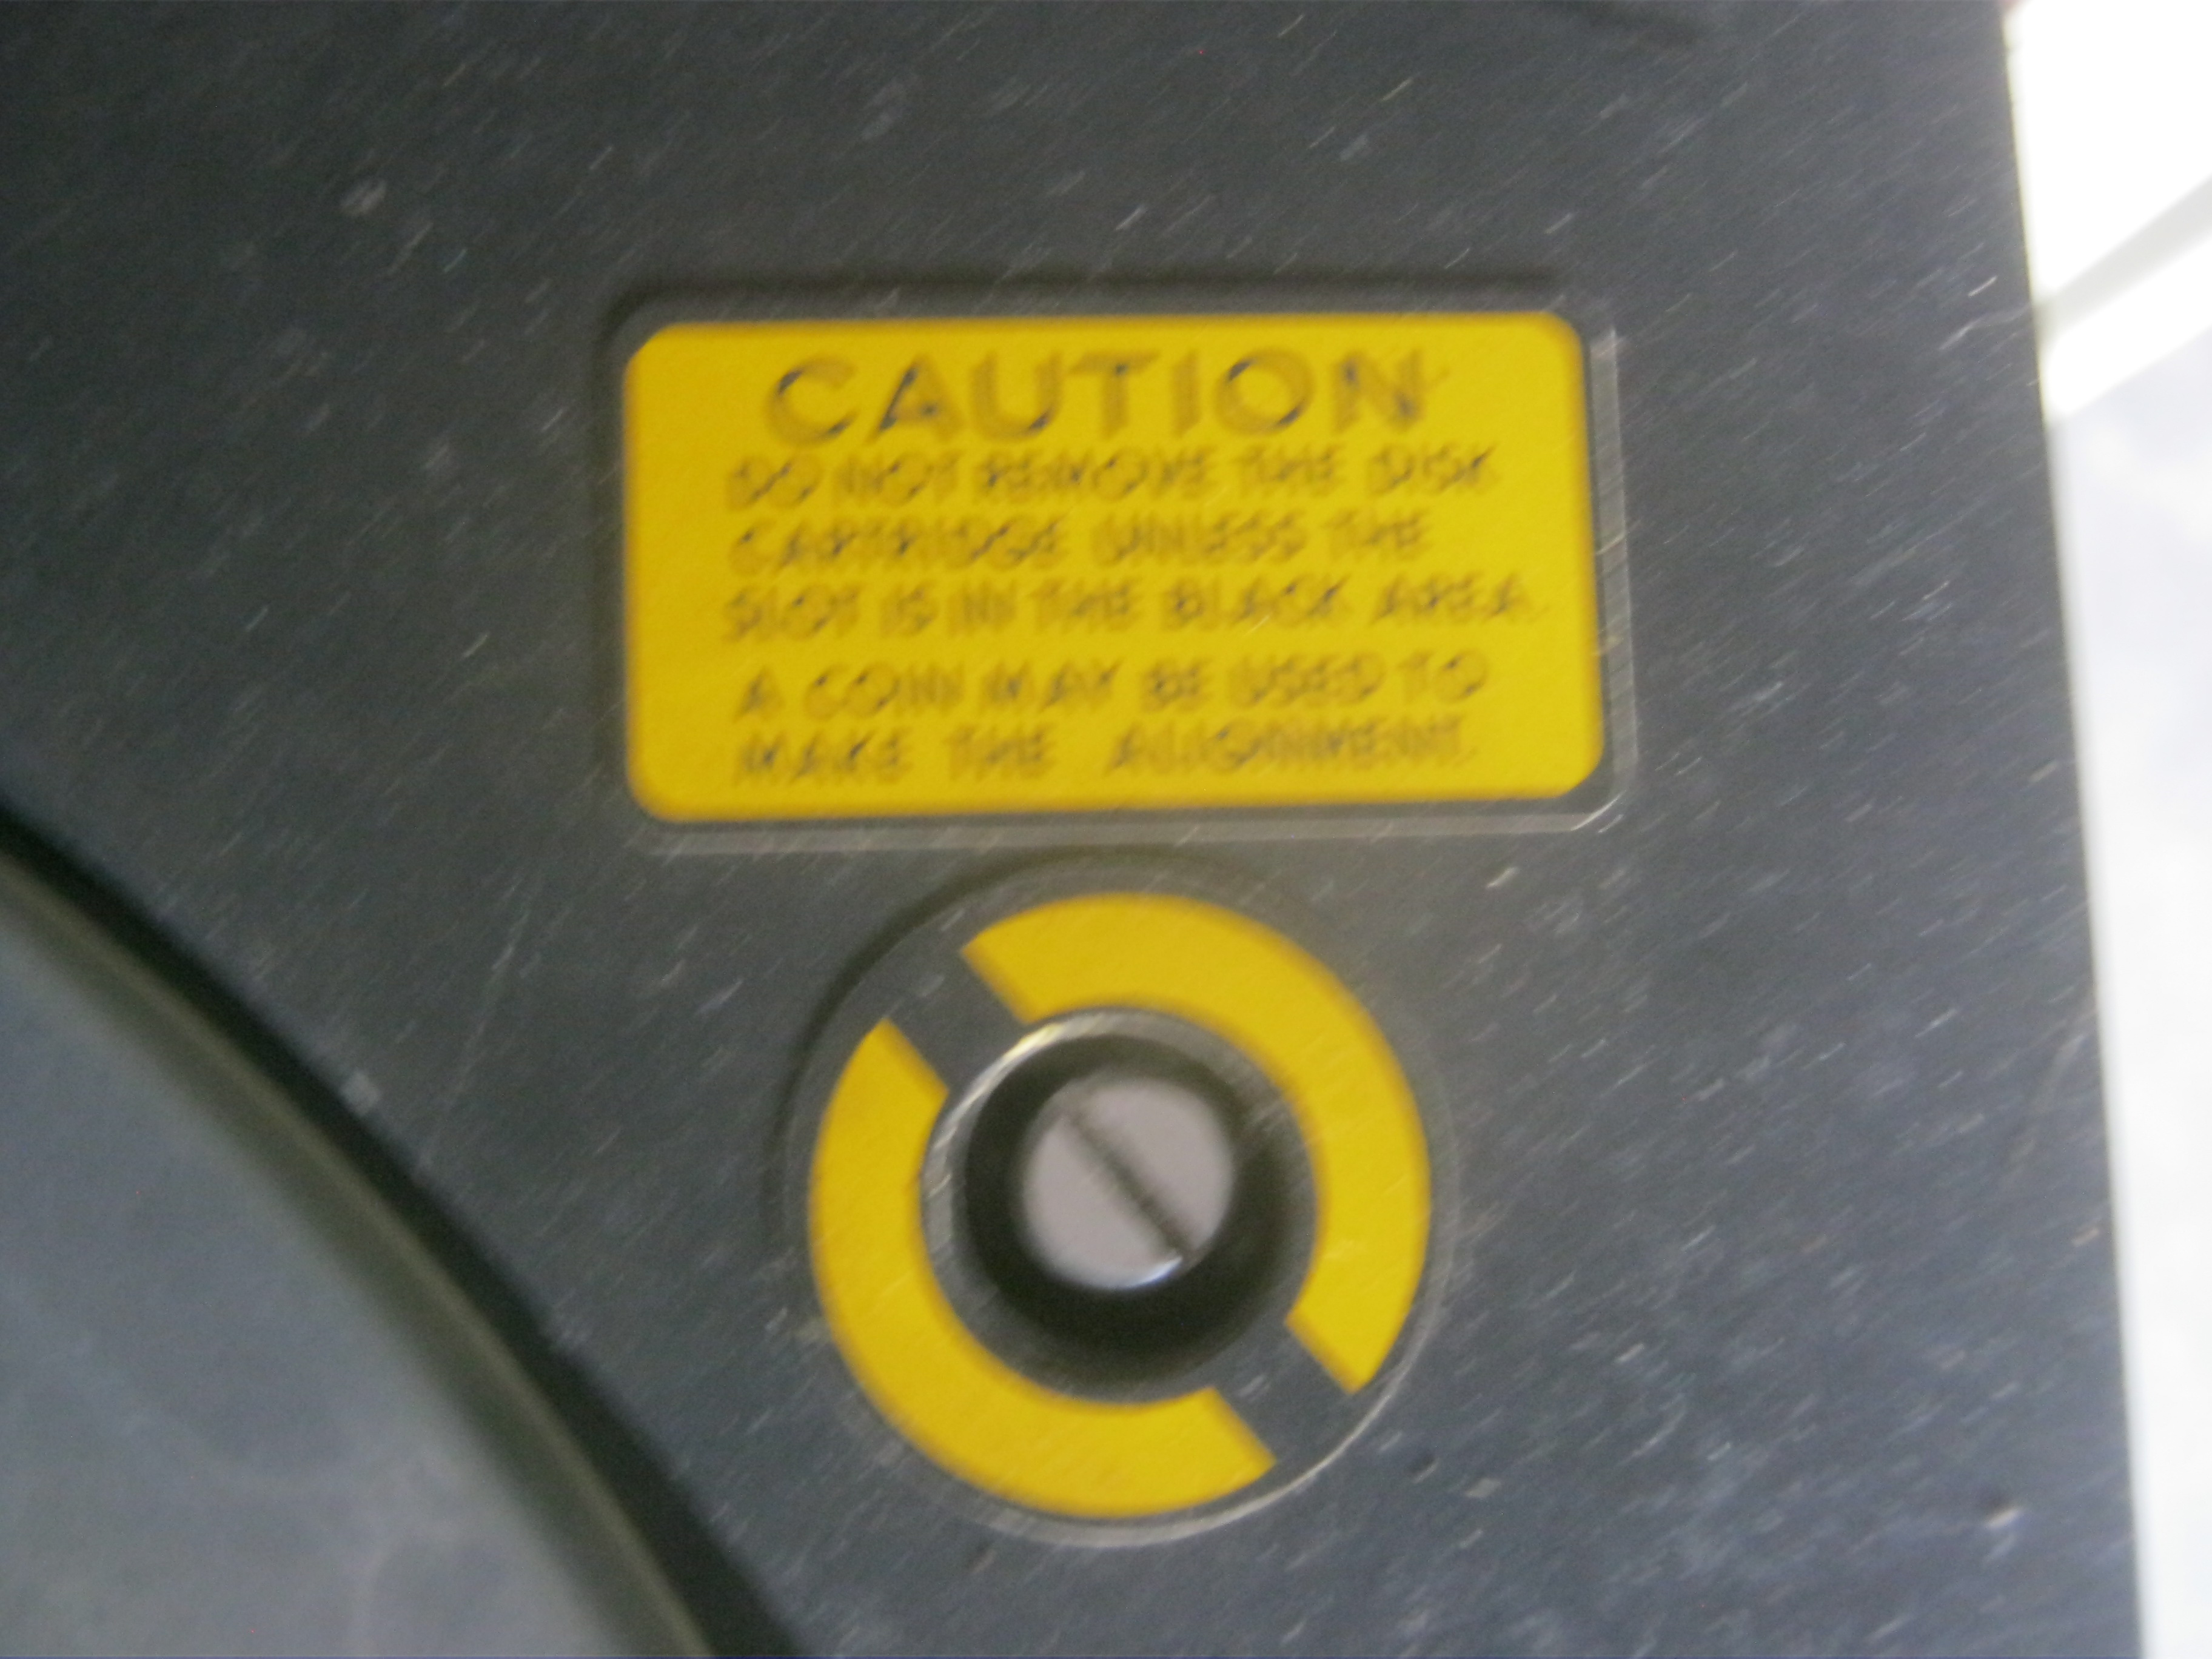 CAUTION
DO NOT REMOVE THE DISK
CARTRIDGE UNLESS THE
SLOT IS IN THE BLACK AREA.
A COIN MAY BE USED TO
MAKE THE ALIGNMENT.